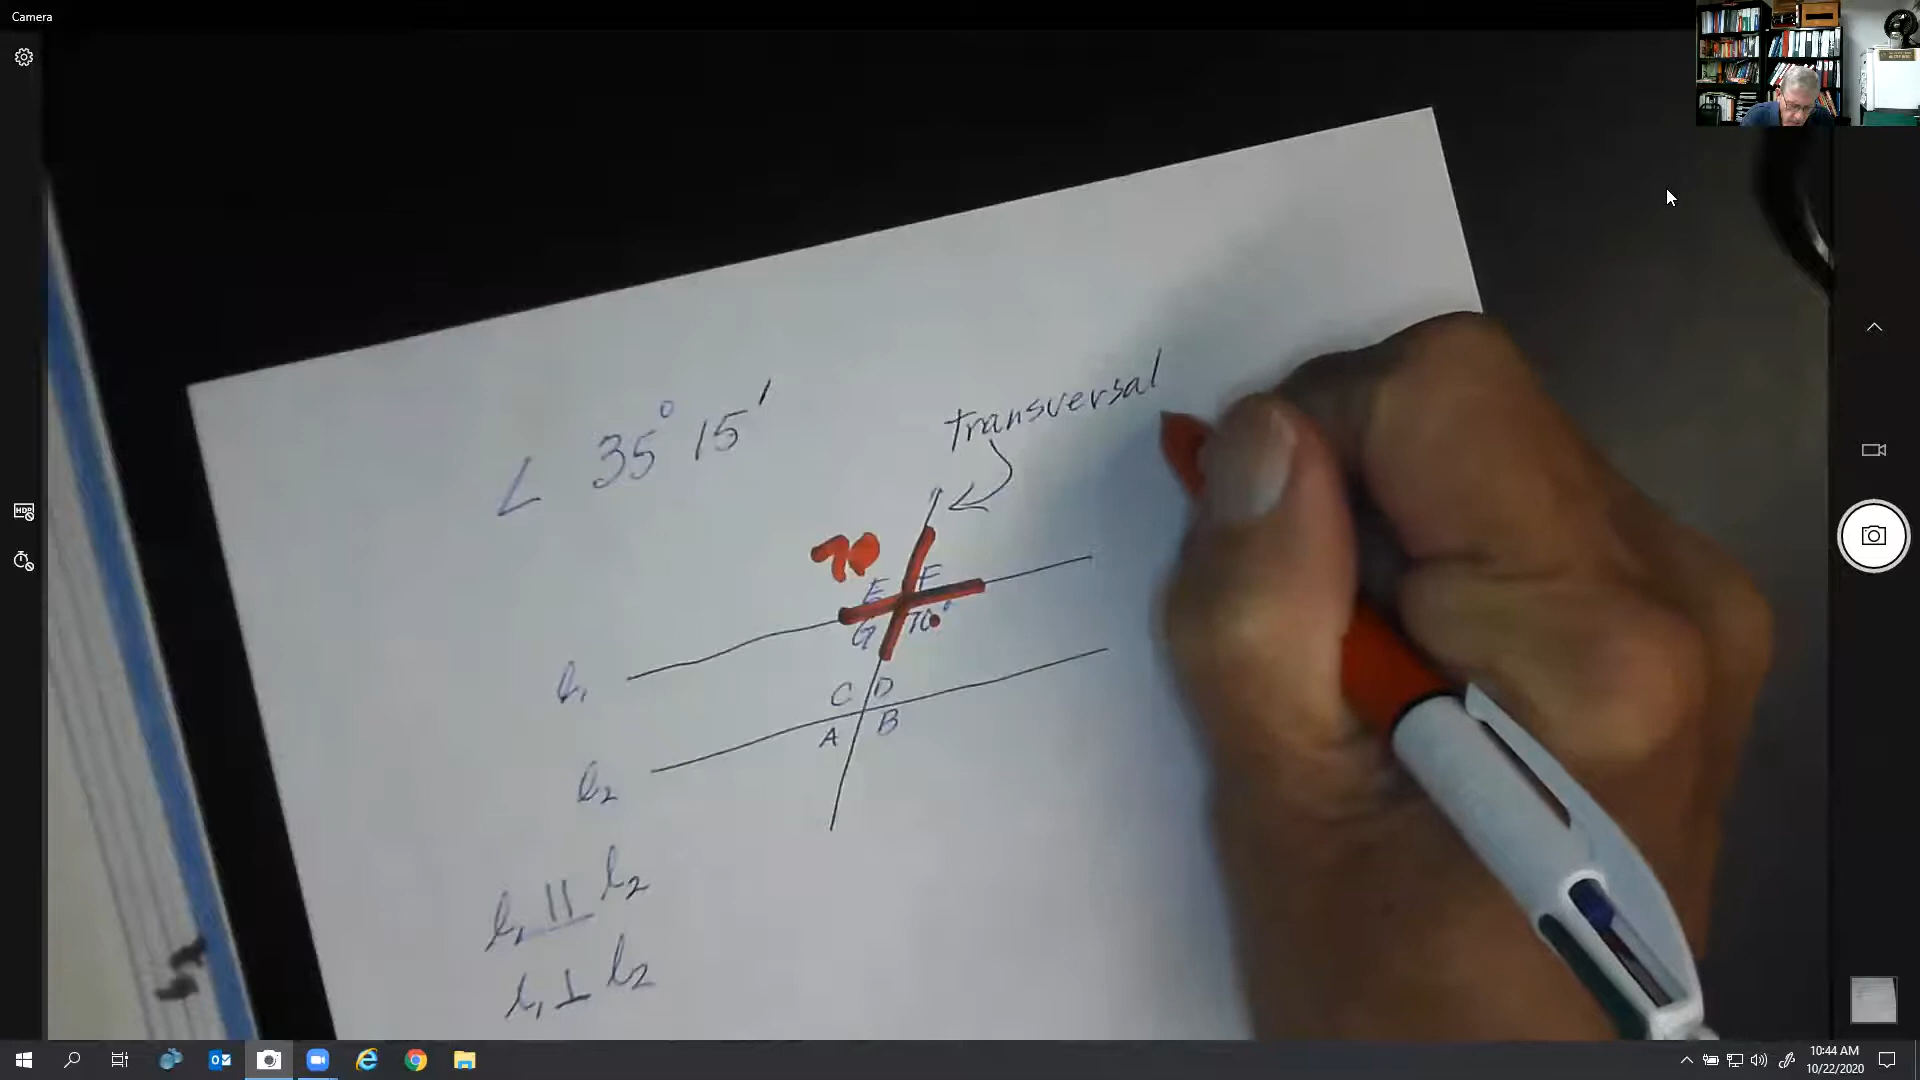 Camera
∠ 35° 15'
transversal
70
E F
G 70°
l₁
C D
A B
l₂
l₁ || l₂
l₁ ⊥ l₂
10:44 AM
10/22/2020